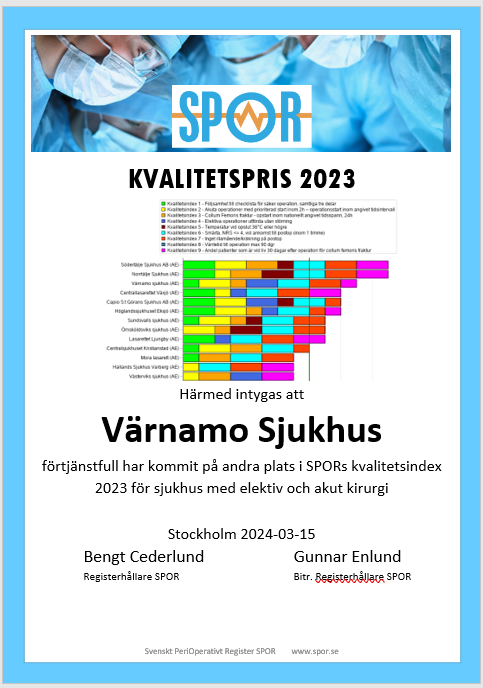 SPOR
KVALITETSPRIS 2023
Kvalitetsindex 1 - Följsamhet till checklista för säker operation, samtliga tre delar
Kvalitetsindex 2 - Akuta operationer med prioriterad start inom 2h – operationsstart inom angivet tidsintervall
Kvalitetsindex 3 - Collum Femoris fraktur - opstart inom nationellt angivet tidsspann, 24h
Kvalitetsindex 4 - Elektiva operationer utförda utan stämning
Kvalitetsindex 5 - Temperatur vid opslut 36°C eller högre
Kvalitetsindex 6 - Smärta, NRS <= 4, vid ankomst till postop (inom 1 timme)
Kvalitetsindex 7 - Inget illamående/kräkning på postop
Kvalitetsindex 8 - Väntetid till operation max 90 dgr
Kvalitetsindex 9 - Andel patienter som är vid liv 30 dagar efter operation för collum femoris fraktur
Södertälje Sjukhus AB (AE)
Norrtälje Sjukhus (AE)
Värnamo sjukhus (AE)
Centrallasarettet Växjö (AE)
Capio S:t Görans Sjukhus AB (AE)
Höglandssjukhuset Eksjö (AE)
Sundsvalls sjukhus (AE)
Örnsköldsviks sjukhus (AE)
Lasarettet Ljungby (AE)
Centralsjukhuset Kristianstad (AE)
Mora lasarett (AE)
Hallands Sjukhus Varberg (AE)
Västerviks sjukhus (AE)
Härmed intygas att
Värnamo Sjukhus
förtjänstfull har kommit på andra plats i SPORs kvalitetsindex
2023 för sjukhus med elektiv och akut kirurgi
Stockholm 2024-03-15
Bengt Cederlund Gunnar Enlund
Registerhållare SPOR Bitr. Registerhållare SPOR
Svenskt PeriOperativt Register SPOR www.spor.se